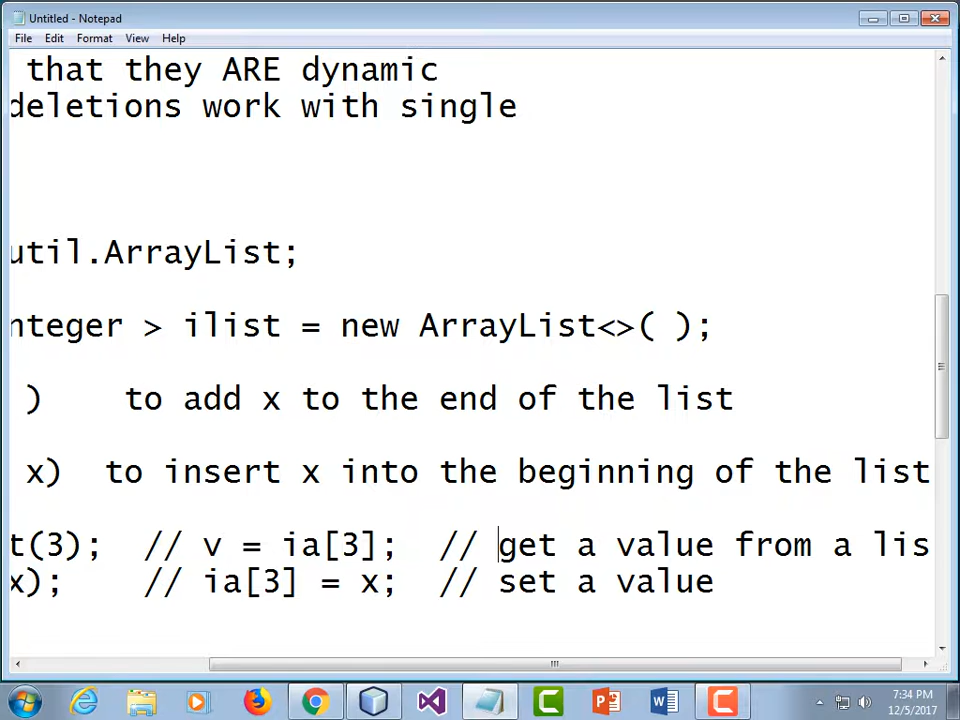 Untitled - Notepad
File Edit Format View Help
that they ARE dynamic
deletions work with single
util.ArrayList;
nteger > ilist = new ArrayList<>( );
)    to add x to the end of the list
x)  to insert x into the beginning of the list
t(3);  // v = ia[3];  // get a value from a lis
x);    // ia[3] = x;  // set a value
7:34 PM
12/5/2017